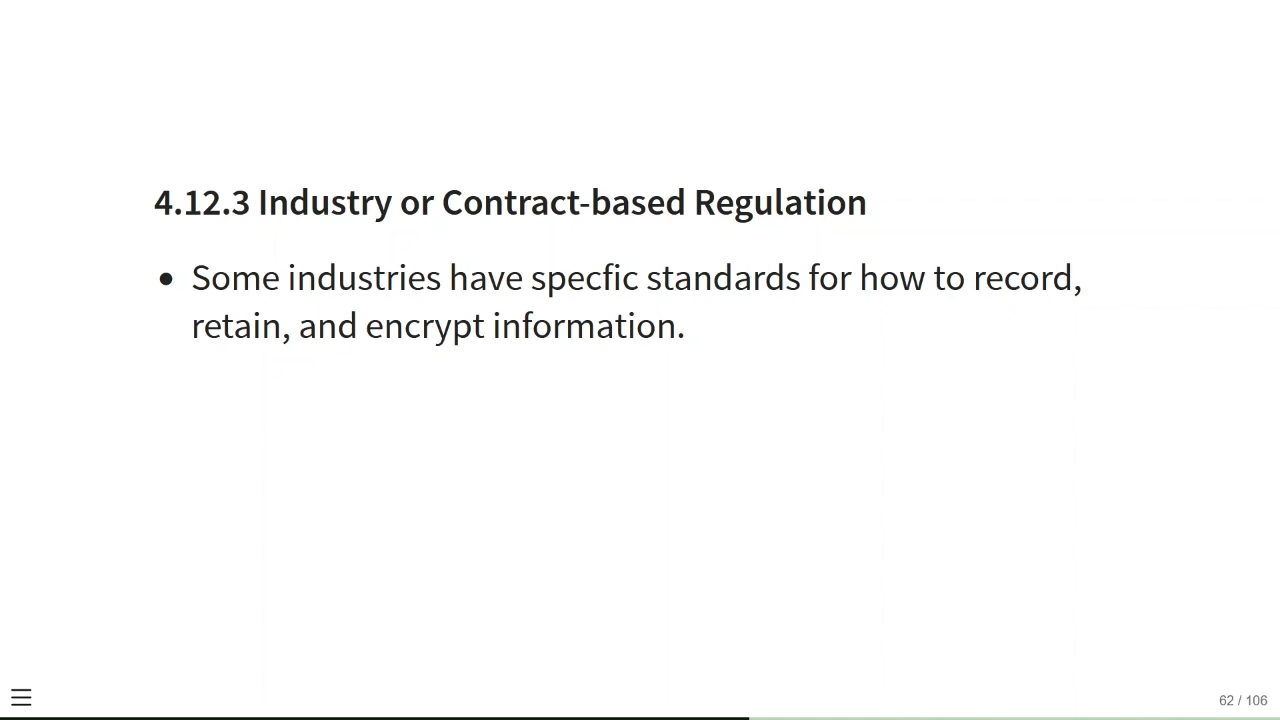 4.12.3 Industry or Contract-based Regulation
• Some industries have specfic standards for how to record,
retain, and encrypt information.
62 / 106